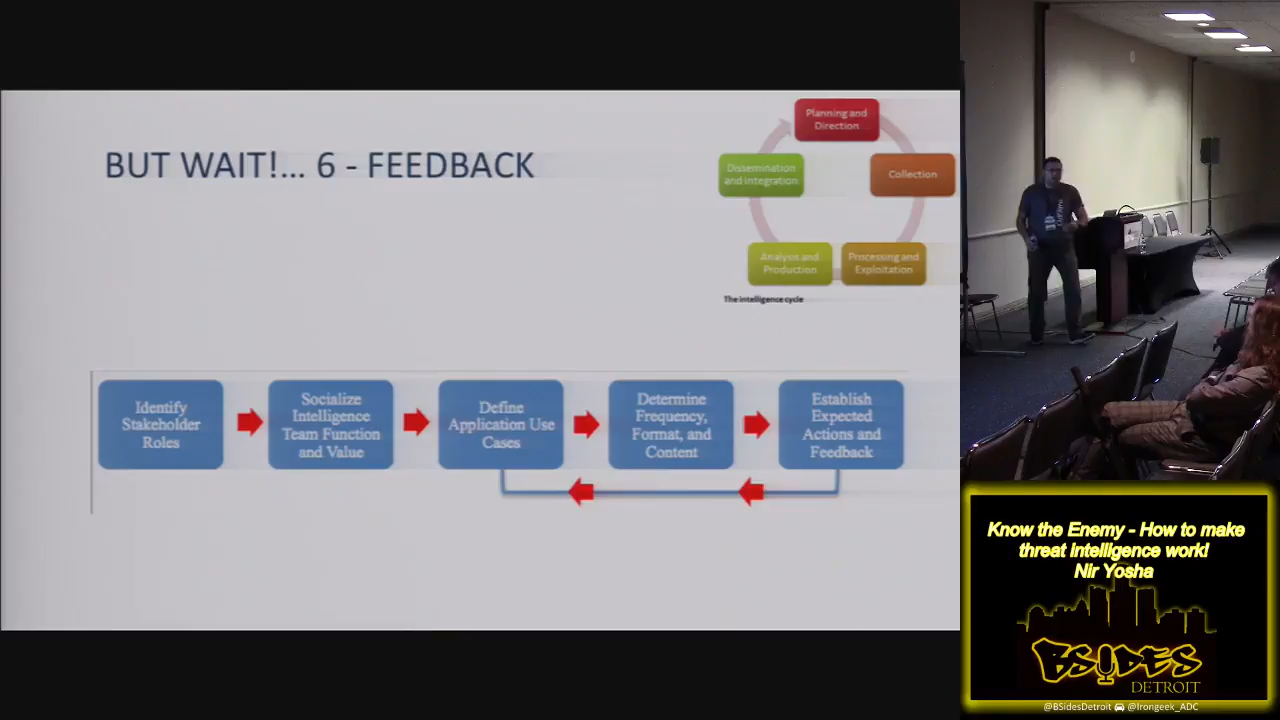 BUT WAIT!... 6 - FEEDBACK
Planning and
Direction
Dissemination
and Integration
Collection
Analysis and
Production
Processing and
Exploitation
The intelligence cycle
Identify
Stakeholder
Roles
Socialize
Intelligence
Team Function
and Value
Define
Application Use
Cases
Determine
Frequency,
Format, and
Content
Establish
Expected
Actions and
Feedback
Know the Enemy - How to make
threat intelligence work!
Nir Yosha
BSIDES
DETROIT
@BSidesDetroit @Irongeek_ADC